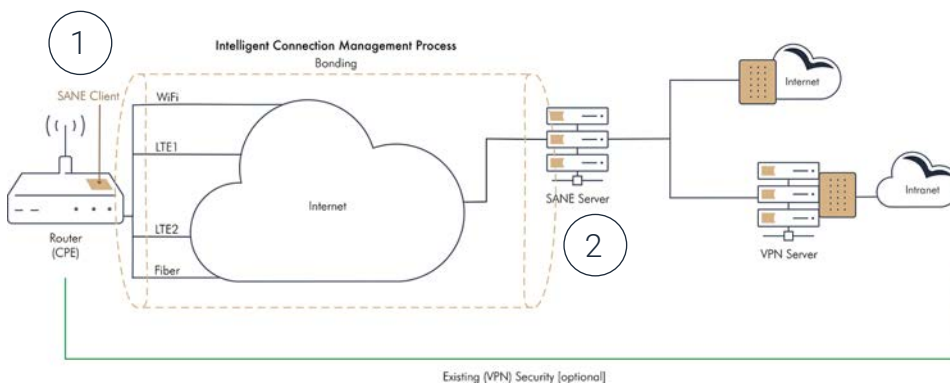 1
Intelligent Connection Management Process
Bonding
SANE Client
WiFi
LTE1
Internet
LTE2
Fiber
Router
(CPE)
SANE Server
2
Internet
Intranet
VPN Server
Existing (VPN) Security [optional]